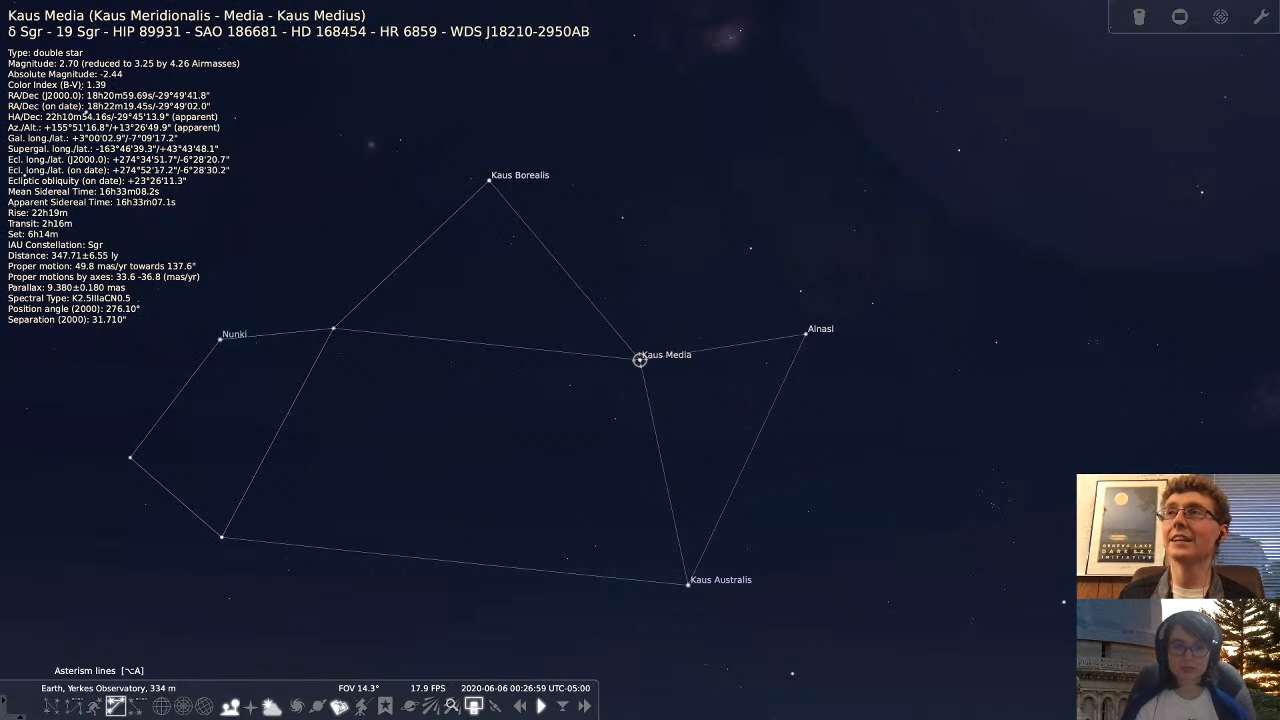 Kaus Media (Kaus Meridionalis - Media - Kaus Medius)
δ Sgr - 19 Sgr - HIP 89931 - SAO 186681 - HD 168454 - HR 6859 - WDS J18210-2950AB
Type: double star
Magnitude: 2.70 (reduced to 3.25 by 4.26 Airmasses)
Absolute Magnitude: -2.44
Color Index (B-V): 1.39
RA/Dec (J2000.0): 18h20m59.69s/-29°49'41.8"
RA/Dec (on date): 18h22m19.45s/-29°49'02.0"
HA/Dec: 22h10m54.16s/-29°45'13.9" (apparent)
Az./Alt.: +155°51'16.8"/+13°26'49.9" (apparent)
Gal. long./lat.: +3°00'02.9"/-7°09'17.2"
Supergal. long./lat.: -163°46'39.3"/+43°43'48.1"
Ecl. long./lat. (J2000.0): +274°34'51.7"/-6°28'20.7"
Ecl. long./lat. (on date): +274°52'17.2"/-6°28'30.2"
Ecliptic obliquity (on date): +23°26'11.3"
Mean Sidereal Time: 16h33m08.2s
Apparent Sidereal Time: 16h33m07.1s
Rise: 22h19m
Transit: 2h16m
Set: 6h14m
IAU Constellation: Sgr
Distance: 347.71±6.55 ly
Proper motion: 49.8 mas/yr towards 137.6°
Proper motions by axes: 33.6 -36.8 (mas/yr)
Parallax: 9.380±0.180 mas
Spectral Type: K2.5IIIaCN0.5
Position angle (2000): 276.10°
Separation (2000): 31.710"
Kaus Borealis
Nunki
Alnasl
Kaus Media
Kaus Australis
GENEVA LAKE
DARK SKY
INITIATIVE
Asterism lines [⌥A]
Earth, Yerkes Observatory, 334 m FOV 14.3° 17.9 FPS 2020-06-06 00:26:59 UTC-05:00